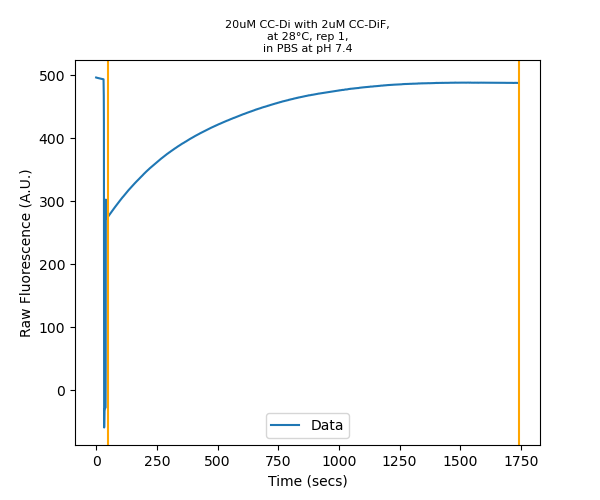 20uM CC-Di with 2uM CC-DiF,
at 28°C, rep 1,
in PBS at pH 7.4
500
400
300
200
100
0
Raw Fluorescence (A.U.)
Data
0
250
500
750
1000
1250
1500
1750
Time (secs)